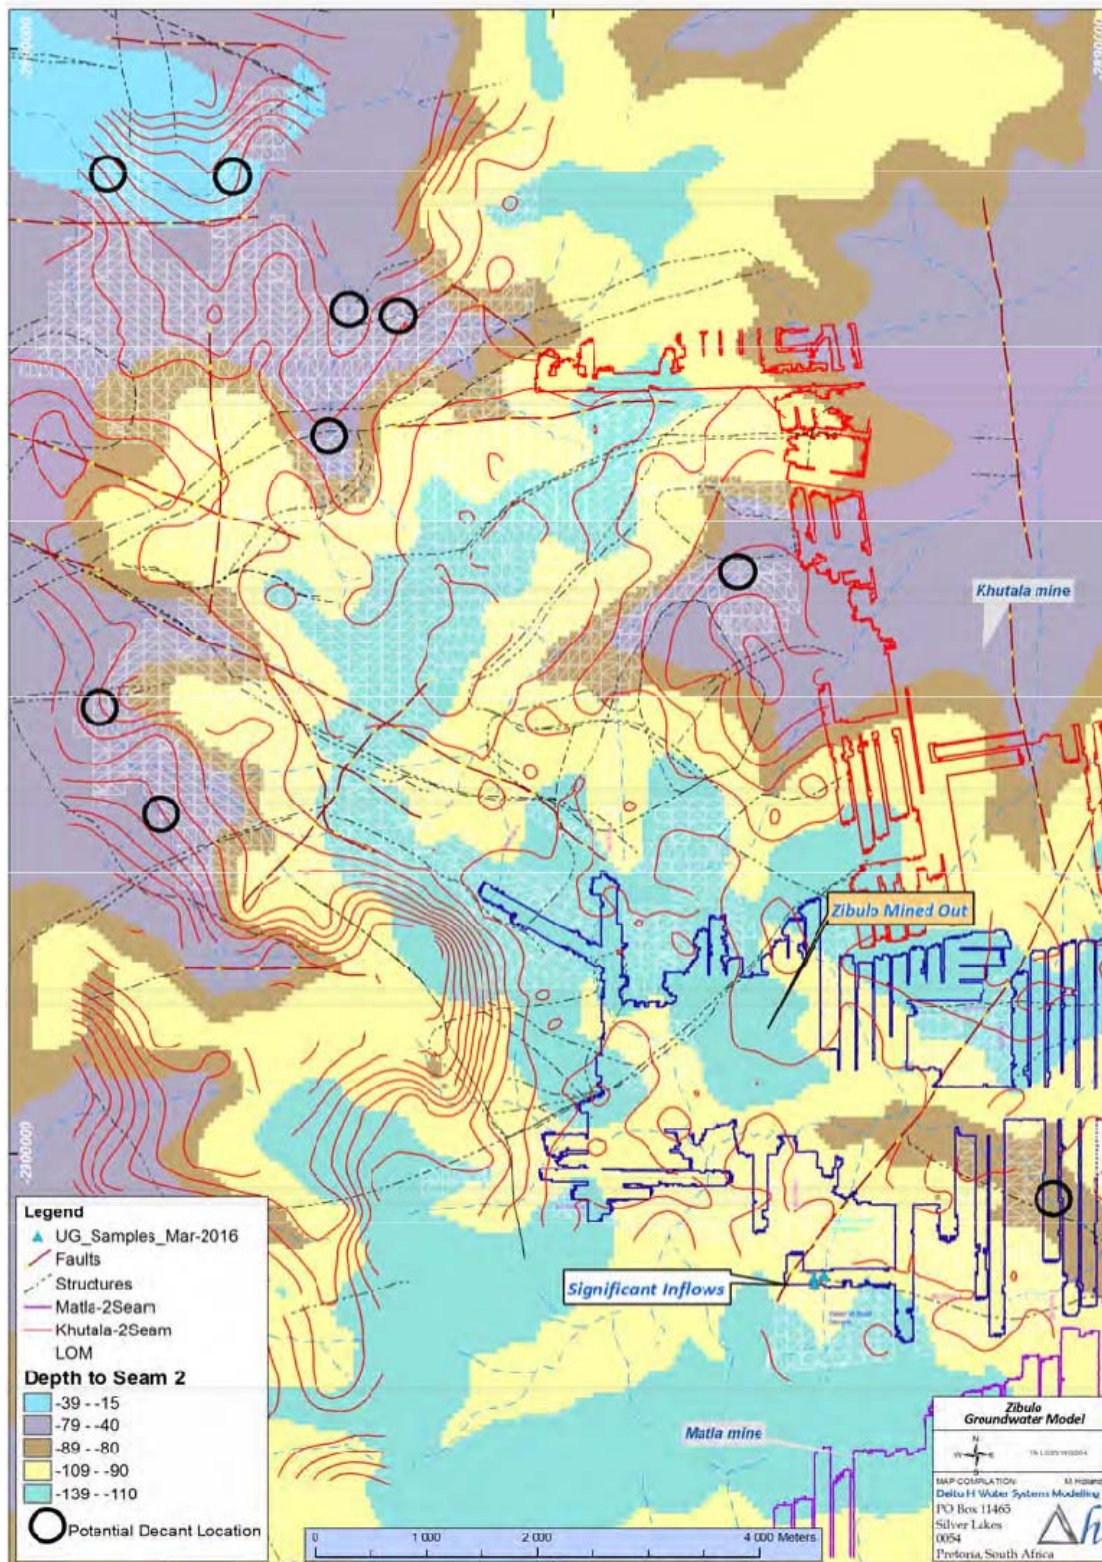 Khutala mine
Zibulo Mined Out
Significant Inflows
Matla mine
-2100000
Legend
UG_Samples_Mar-2016
Faults
Structures
Matla-2Seam
Khutala-2Seam
LOM
Depth to Seam 2
-39 - -15
-79 - -40
-89 - -80
-109 - -90
-139 - -110
Potential Decant Location
0 1 000 2 000 4 000 Meters
Zibulo
Groundwater Model
N
W E
S
MAP COMPILATION: M Holland
Delta H Water Systems Modelling
PO Box 11465
Silver Lakes
0054
Pretoria, South Africa
h